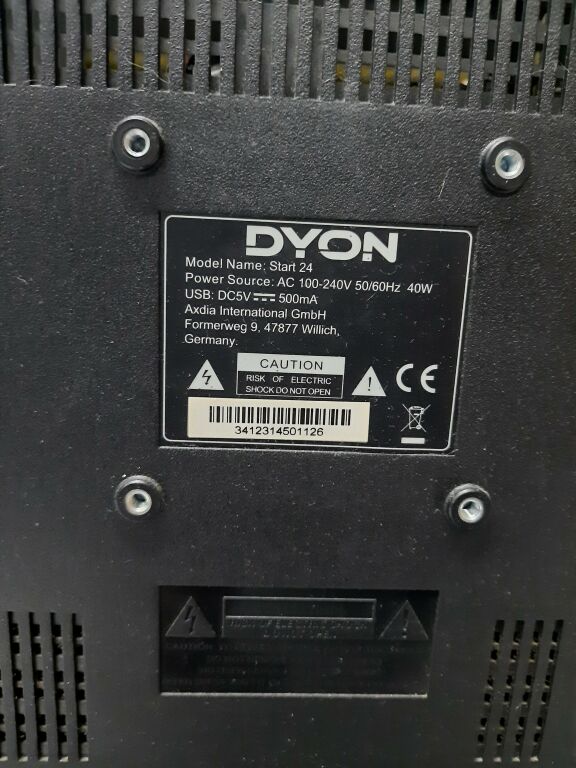 DYON
Model Name: Start 24
Power Source: AC 100-240V 50/60Hz 40W
USB: DC5V⎓500mA
Axdia International GmbH
Formerweg 9, 47877 Willich,
Germany.
CAUTION
RISK OF ELECTRIC
SHOCK DO NOT OPEN
CE
3412314501126